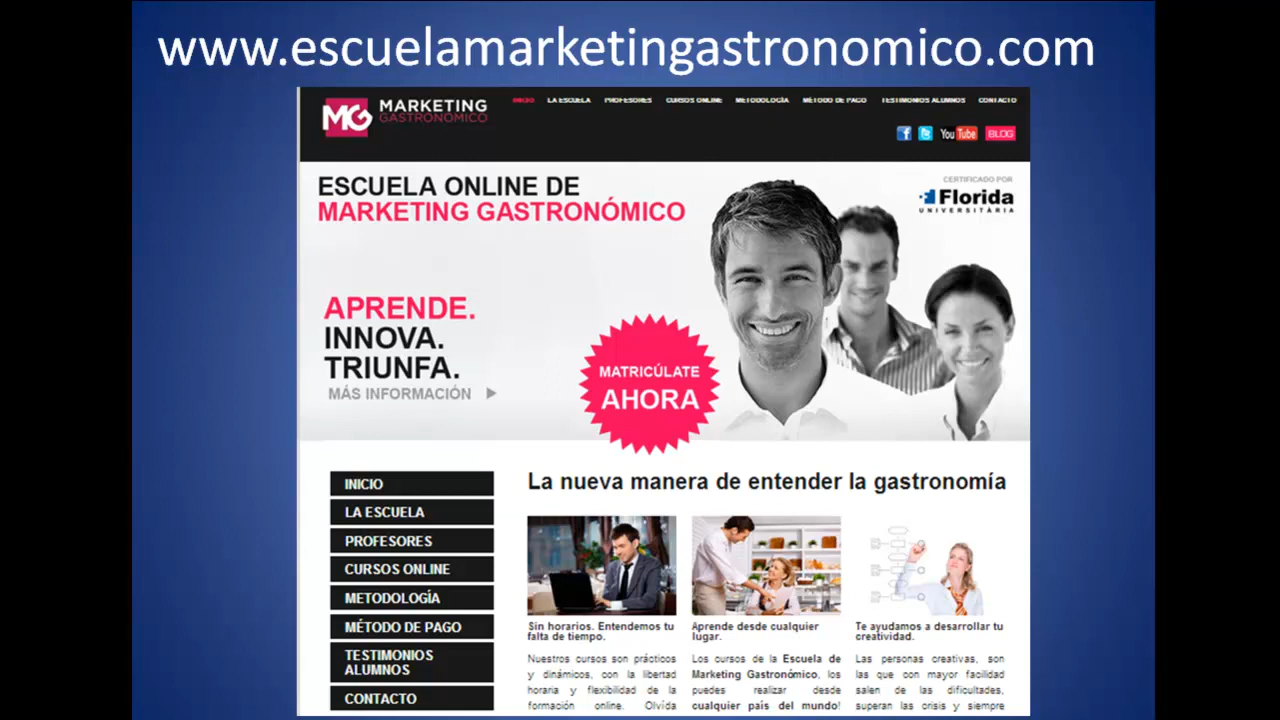 www.escuelamarketingastronomico.com
MG MARKETING
GASTRONÓMICO
INICIO LA ESCUELA PROFESORES CURSOS ONLINE METODOLOGÍA MÉTODO DE PAGO TESTIMONIOS ALUMNOS CONTACTO
f t YouTube BLOG
ESCUELA ONLINE DE
MARKETING GASTRONÓMICO
CERTIFICADO POR
Florida
UNIVERSITÀRIA
APRENDE.
INNOVA.
TRIUNFA.
MÁS INFORMACIÓN
MATRICÚLATE
AHORA
INICIO
LA ESCUELA
PROFESORES
CURSOS ONLINE
METODOLOGÍA
MÉTODO DE PAGO
TESTIMONIOS
ALUMNOS
CONTACTO
La nueva manera de entender la gastronomía
Sin horarios. Entendemos tu
falta de tiempo.
Nuestros cursos son prácticos
y dinámicos, con la libertad
horaria y flexibilidad de la
formación online. Olvida
Aprende desde cualquier
lugar.
Los cursos de la Escuela de
Marketing Gastronómico, los
puedes realizar desde
cualquier país del mundo!
Te ayudamos a desarrollar tu
creatividad.
Las personas creativas, son
las que con mayor facilidad
salen de las dificultades,
superan las crisis y siempre